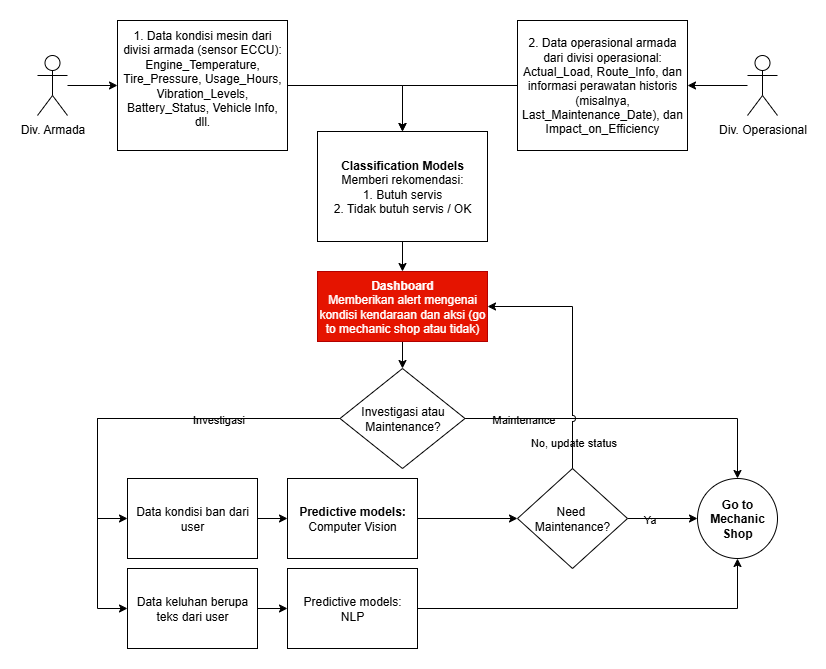 1. Data kondisi mesin dari
divisi armada (sensor ECCU):
Engine_Temperature,
Tire_Pressure, Usage_Hours,
Vibration_Levels,
Battery_Status, Vehicle Info,
dll.
2. Data operasional armada
dari divisi operasional:
Actual_Load, Route_Info, dan
informasi perawatan historis
(misalnya,
Last_Maintenance_Date), dan
Impact_on_Efficiency
Div. Armada
Div. Operasional
Classification Models
Memberi rekomendasi:
1. Butuh servis
2. Tidak butuh servis / OK
Dashboard
Memberikan alert mengenai
kondisi kendaraan dan aksi (go
to mechanic shop atau tidak)
Investigasi atau
Maintenance?
Investigasi
Maintenance
No, update status
Data kondisi ban dari
user
Predictive models:
Computer Vision
Need
Maintenance?
Ya
Go to
Mechanic
Shop
Data keluhan berupa
teks dari user
Predictive models:
NLP